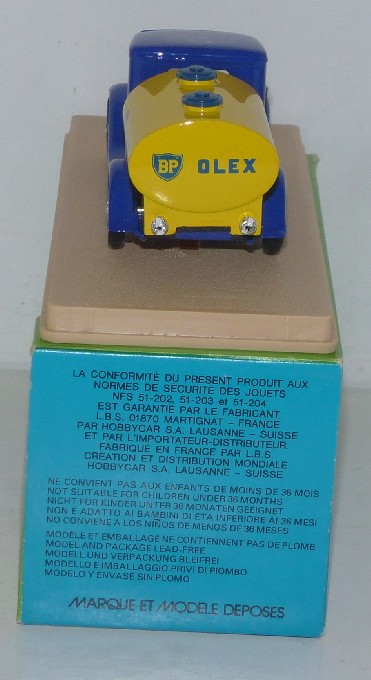 BP OLEX
LA CONFORMITÉ DU PRESENT PRODUIT AUX
NORMES DE SECURITE DES JOUETS
NFS 51-202, 51-203 et 51-204
EST GARANTIE PAR LE FABRICANT
L.B.S. 01870 MARTIGNAT – FRANCE
PAR HOBBYCAR S.A. LAUSANNE – SUISSE
ET PAR L'IMPORTATEUR-DISTRIBUTEUR.
FABRIQUE EN FRANCE PAR L.B.S.
CREATION ET DISTRIBUTION MONDIALE
HOBBYCAR S.A. LAUSANNE – SUISSE
NE CONVIENT PAS AUX ENFANTS DE MOINS DE 36 MOIS
NOT SUITABLE FOR CHILDREN UNDER 36 MONTHS
NICHT FÜR KINDER UNTER 36 MONATEN GEEIGNET
NON E ADATTO AI BAMBINI DI ETA INFERIORE AI 36 MESI
NO CONVIENE A LOS NIÑOS DE MENOS DE 36 MESES
MODÈLE ET EMBALLAGE NE CONTIENNENT PAS DE PLOMB
MODEL AND PACKAGE LEAD-FREE
MODELL UND VERPACKUNG BLEIFREI
MODELLO E IMBALLAGGIO PRIVI DI PIOMBO
MODELO Y ENVASE SIN PLOMO
MARQUE ET MODELE DEPOSES